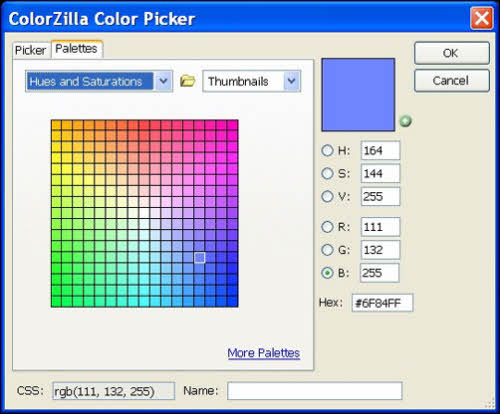 ColorZilla Color Picker
Picker Palettes
OK
Hues and Saturations Thumbnails
Cancel
H: 164
S: 144
V: 255
R: 111
G: 132
B: 255
Hex: #6F84FF
More Palettes
CSS: rgb(111, 132, 255) Name: